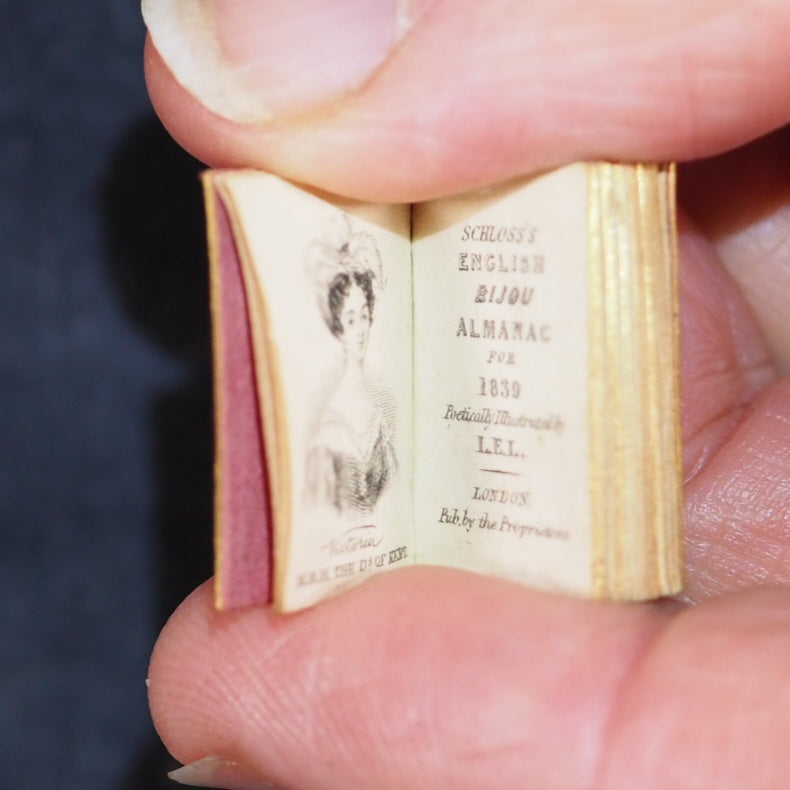 Victoria
H.R.H. THE Ds OF KENT
SCHLOSS'S
ENGLISH
BIJOU
ALMANAC
FOR
1839
Poetically Illustrated by
L.E.L.
LONDON.
Pub. by the Proprietors